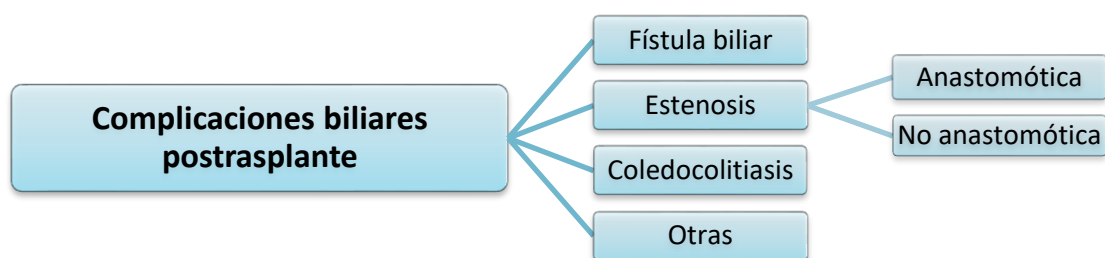 Complicaciones biliares
postrasplante
Fístula biliar
Estenosis
Anastomótica
No anastomótica
Coledocolitiasis
Otras